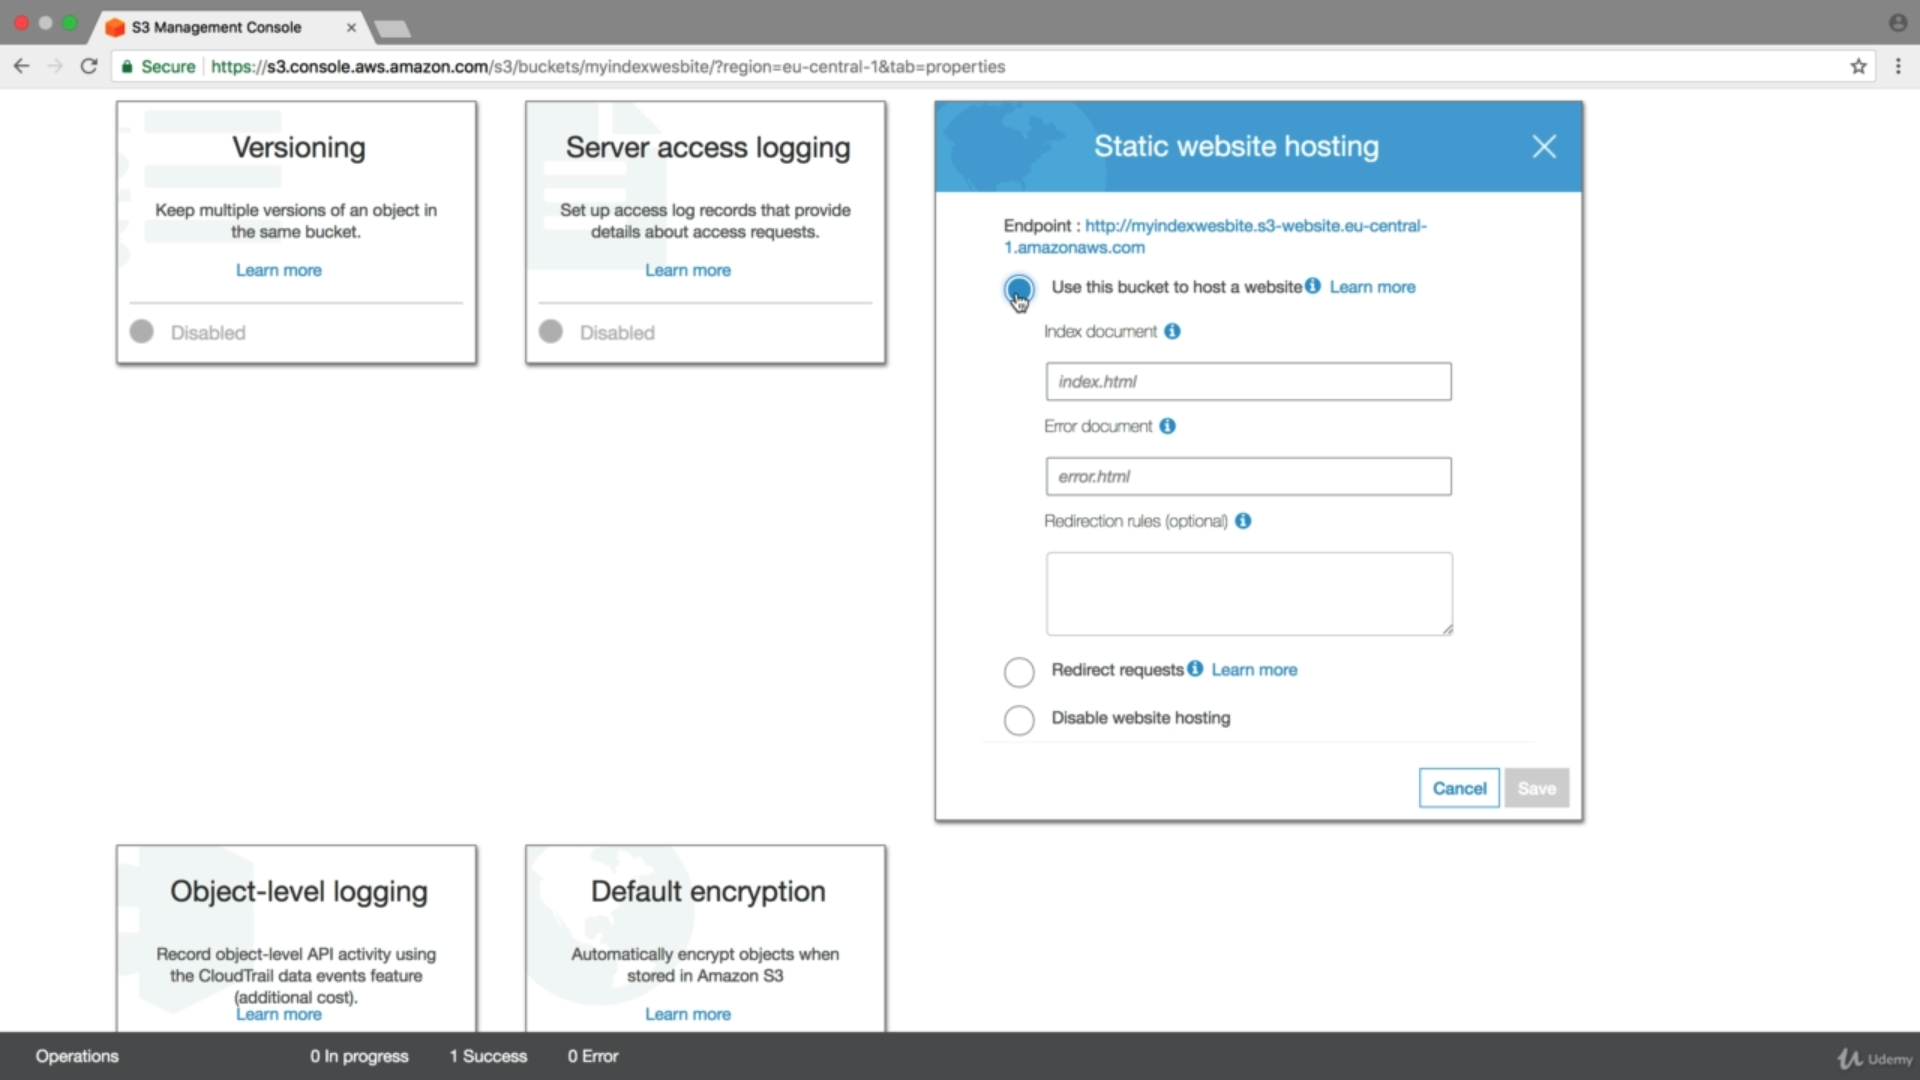 S3 Management Console
Secure https://s3.console.aws.amazon.com/s3/buckets/myindexwesbite/?region=eu-central-1&tab=properties
Versioning
Keep multiple versions of an object in
the same bucket.
Learn more
Disabled
Server access logging
Set up access log records that provide
details about access requests.
Learn more
Disabled
Static website hosting
Endpoint : http://myindexwesbite.s3-website.eu-central-
1.amazonaws.com
Use this bucket to host a website Learn more
Index document
index.html
Error document
error.html
Redirection rules (optional)
Redirect requests Learn more
Disable website hosting
Cancel Save
Object-level logging
Record object-level API activity using
the CloudTrail data events feature
(additional cost).
Learn more
Default encryption
Automatically encrypt objects when
stored in Amazon S3
Learn more
Operations 0 In progress 1 Success 0 Error
Udemy